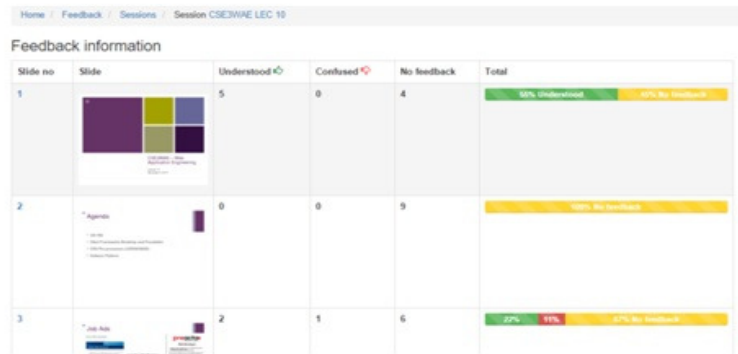 Home / Feedback / Sessions / Session CSE3WAE LEC 10
Feedback information
Slide no Slide Understood Confused No feedback Total
1 5 0 4 No feedback
Understood
2 0 0 9 100% No feedback
Agenda
3 2 1 6 22% 11% 67% No feedback
Job Ads